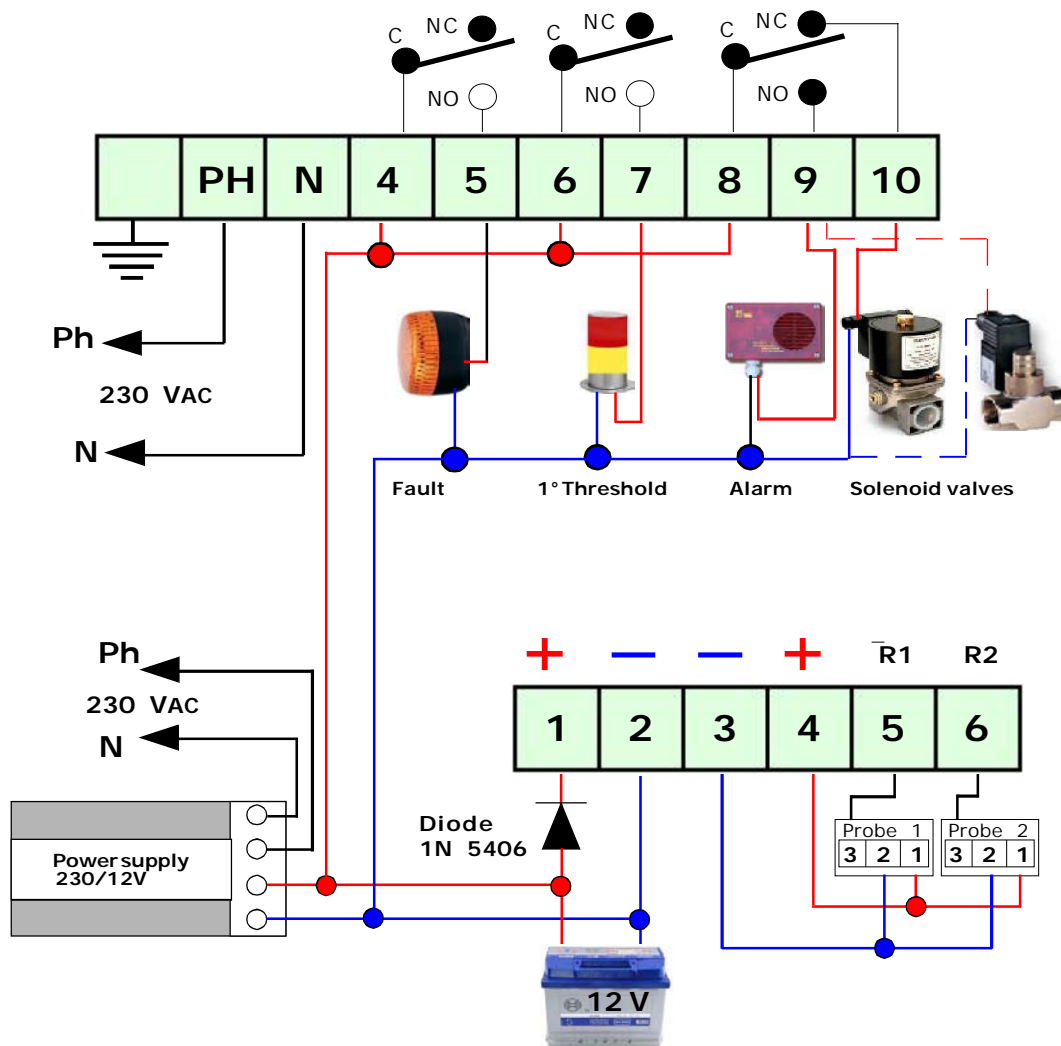 C NC C NC C NC
NO NO NO
PH N 4 5 6 7 8 9 10
Ph
230 VAC
N
Fault 1° Threshold Alarm Solenoid valves
Ph
230 VAC
N
+ — — + ‾R1 R2
1 2 3 4 5 6
Diode
1N 5406
Probe 1 Probe 2
3 2 1 3 2 1
Power supply
230/12V
12 V